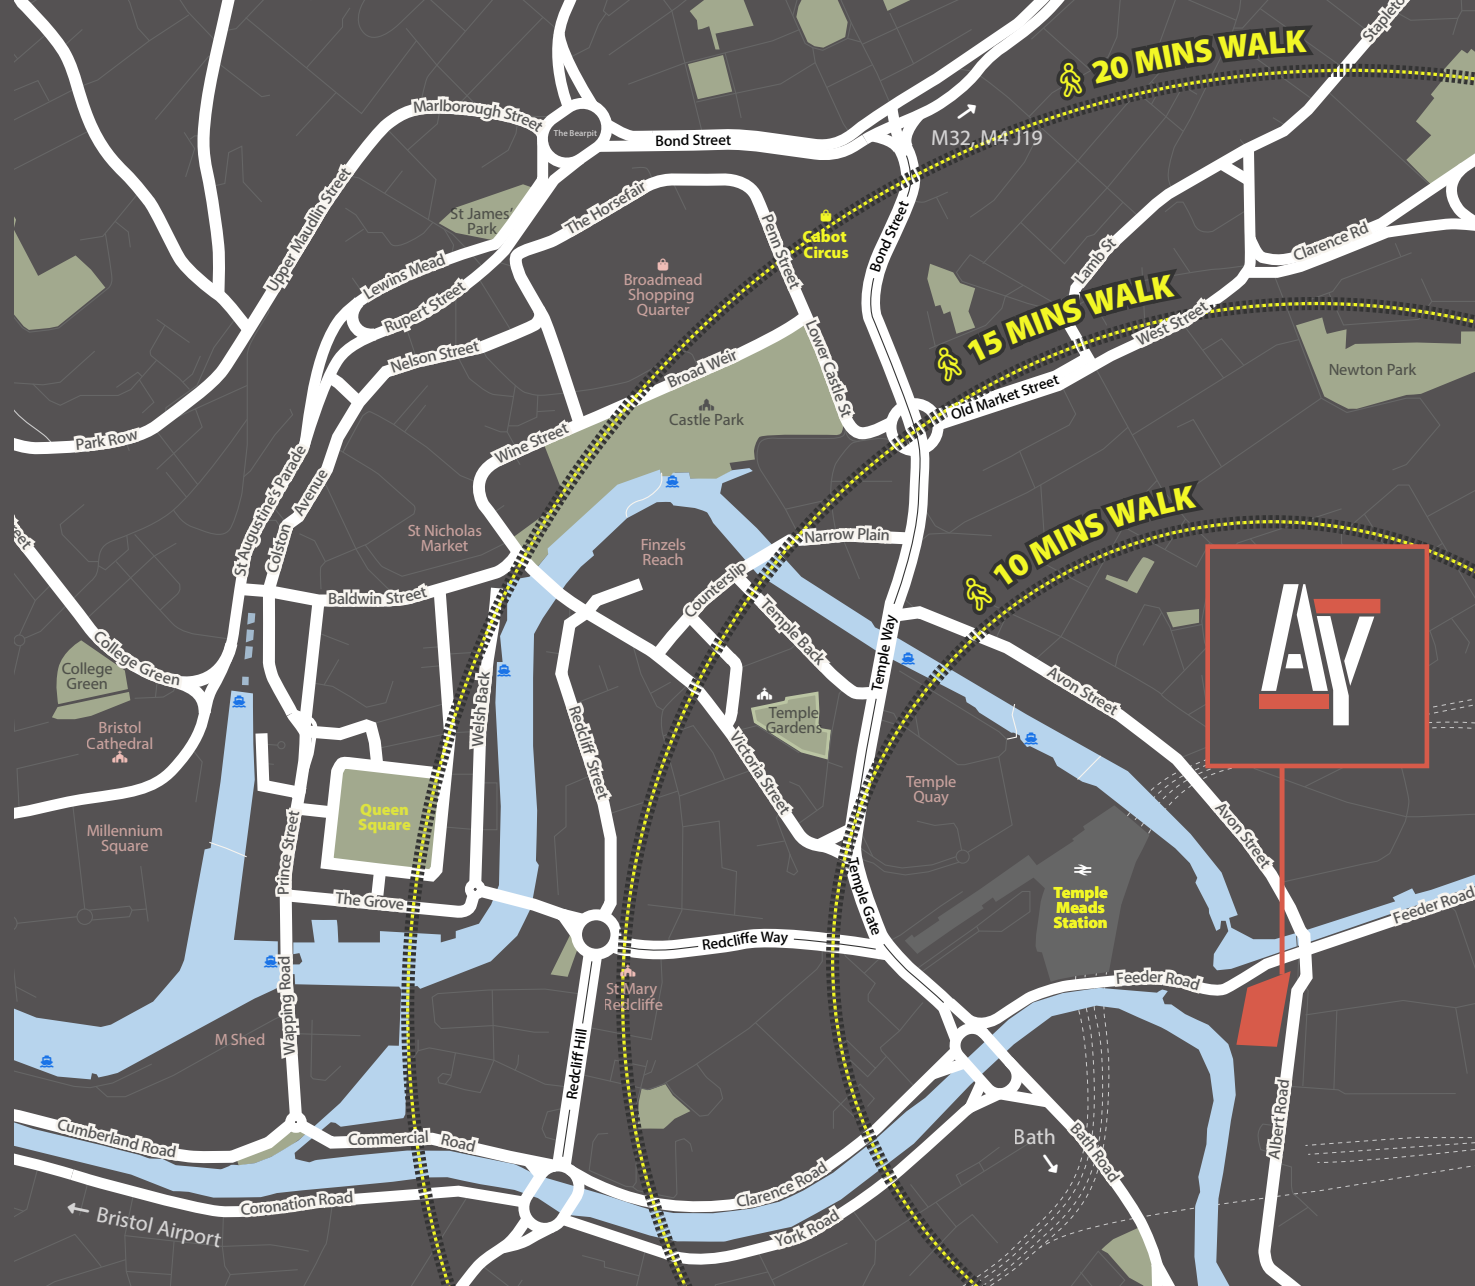 20 MINS WALK
Stapleto
M32, M4 J19
Marlborough Street
The Bearpit
Bond Street
Upper Maudlin Street
St James'
Park
The Horsefair
Penn Street
Cabot
Circus
Bond Street
Clarence Rd
Lamb St
Lewins Mead
Rupert Street
Broadmead
Shopping
Quarter
15 MINS WALK
West Street
Nelson Street
Broad Weir
Lower Castle St
Newton Park
Old Market Street
Castle Park
Park Row
Wine Street
St Augustine's Parade
Colston Avenue
10 MINS WALK
reet
St Nicholas
Market
Finzels
Reach
Narrow Plain
Counterslip
Baldwin Street
Temple Back
Temple Way
AY
College Green
College
Green
Welsh Back
Avon Street
Temple
Gardens
Bristol
Cathedral
Redcliff Street
Victoria Street
Temple
Quay
Queen
Square
Millennium
Square
Prince Street
Avon Street
Temple Gate
Temple
Meads
Station
The Grove
Feeder Road
Redcliffe Way
Feeder Road
St Mary
Redcliffe
Wapping Road
M Shed
Redcliff Hill
Albert Road
Cumberland Road
Commercial Road
Bath
Bath Road
Coronation Road
Clarence Road
York Road
Bristol Airport